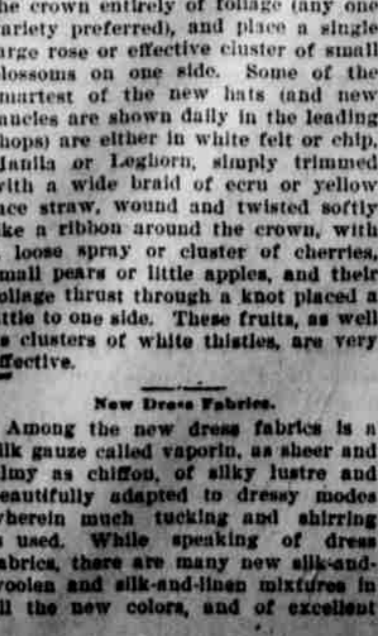 he crown entirely of foliage (any one
ariety preferred), and place a single
arge rose or effective cluster of small
lossoms on one side. Some of the
martest of the new hats (and new
ancies are shown daily in the leading
hops) are either in white felt or chip,
Manila or Leghorn, simply trimmed
with a wide braid of ecru or yellow
ace straw, wound and twisted softly
ike a ribbon around the crown, with
loose spray or cluster of cherries,
mall pears or little apples, and their
oliage thrust through a knot placed a
ittle to one side. These fruits, as well
s clusters of white thistles, are very
ffective.
New Dress Fabrics.
Among the new dress fabrics is a
ilk gauze called vaporin, as sheer and
ilmy as chiffon, of silky lustre and
eautifully adapted to dressy modes
wherein much tucking and shirring
s used. While speaking of dress
abrics, there are many new silk-and-
woolen and silk-and-linen mixtures in
ll the new colors, and of excellent